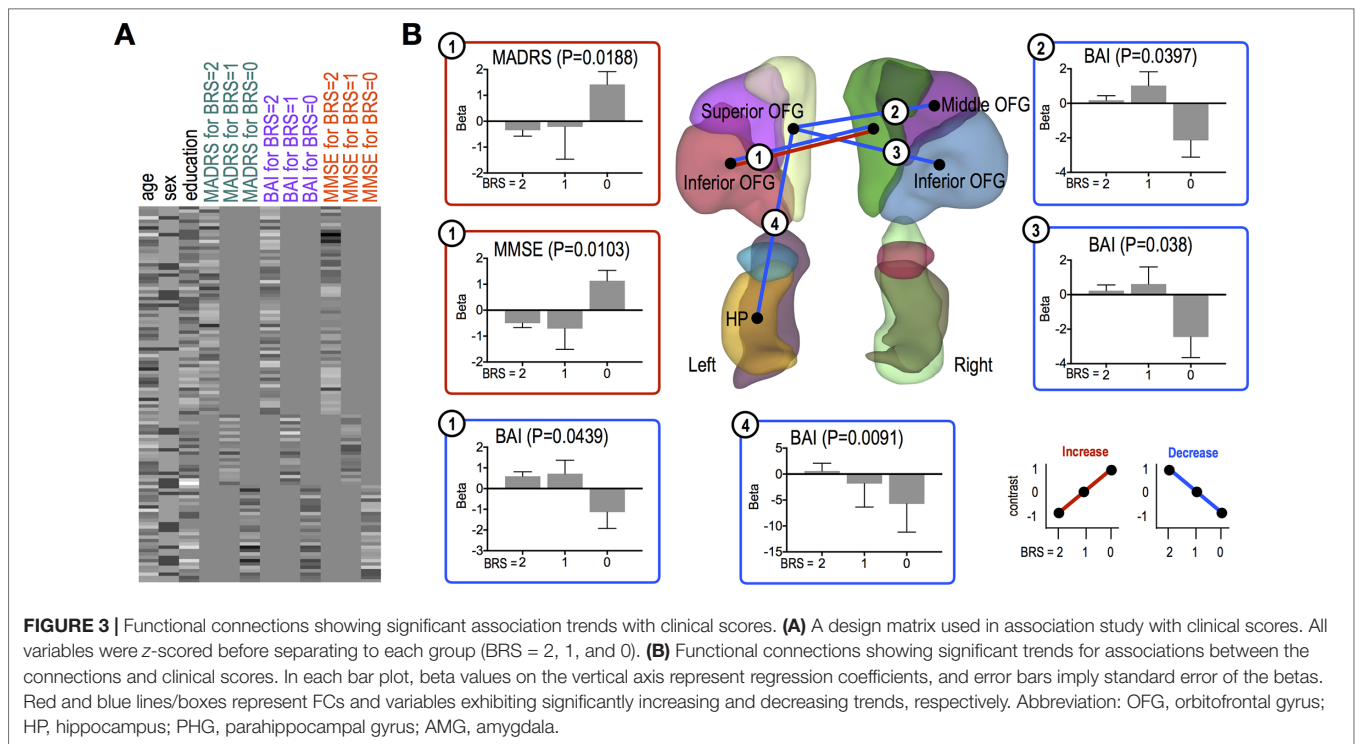 A
age
sex
education
MADRS for BRS=2
MADRS for BRS=1
MADRS for BRS=0
BAI for BRS=2
BAI for BRS=1
BAI for BRS=0
MMSE for BRS=2
MMSE for BRS=1
MMSE for BRS=0
B
1
MADRS (P=0.0188)
Beta
2
1
0
-1
-2
BRS = 2 1 0
1
MMSE (P=0.0103)
Beta
2
1
0
-1
-2
BRS = 2 1 0
1
BAI (P=0.0439)
Beta
2
1
0
-1
-2
-3
BRS = 2 1 0
Superior OFG
Middle OFG
Inferior OFG
Inferior OFG
1
2
3
4
HP
Left
Right
4
BAI (P=0.0091)
Beta
5
0
-5
-10
-15
BRS = 2 1 0
2
BAI (P=0.0397)
Beta
2
0
-2
-4
BRS = 2 1 0
3
BAI (P=0.038)
Beta
2
0
-2
-4
BRS = 2 1 0
Increase
contrast
1
0
-1
BRS = 2 1 0
Decrease
1
0
-1
2 1 0
FIGURE 3 | Functional connections showing significant association trends with clinical scores. (A) A design matrix used in association study with clinical scores. All
variables were z-scored before separating to each group (BRS = 2, 1, and 0). (B) Functional connections showing significant trends for associations between the
connections and clinical scores. In each bar plot, beta values on the vertical axis represent regression coefficients, and error bars imply standard error of the betas.
Red and blue lines/boxes represent FCs and variables exhibiting significantly increasing and decreasing trends, respectively. Abbreviation: OFG, orbitofrontal gyrus;
HP, hippocampus; PHG, parahippocampal gyrus; AMG, amygdala.